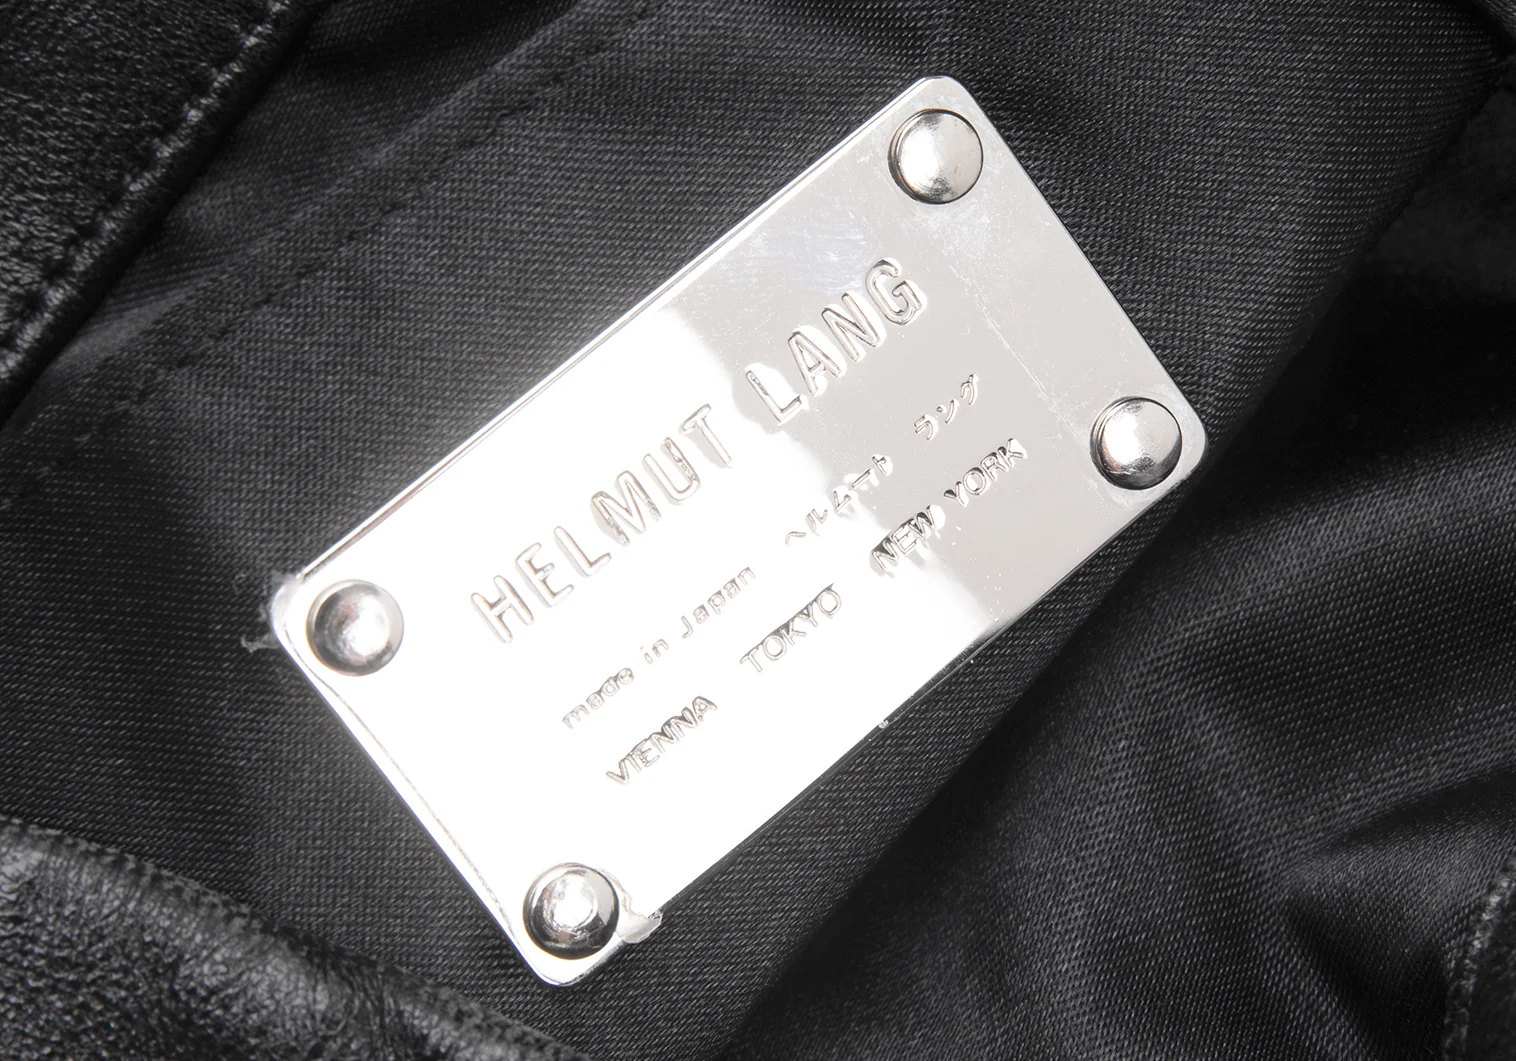 HELMUT LANG
made in Japan ヘルムート ラング
VIENNA TOKYO NEW YORK